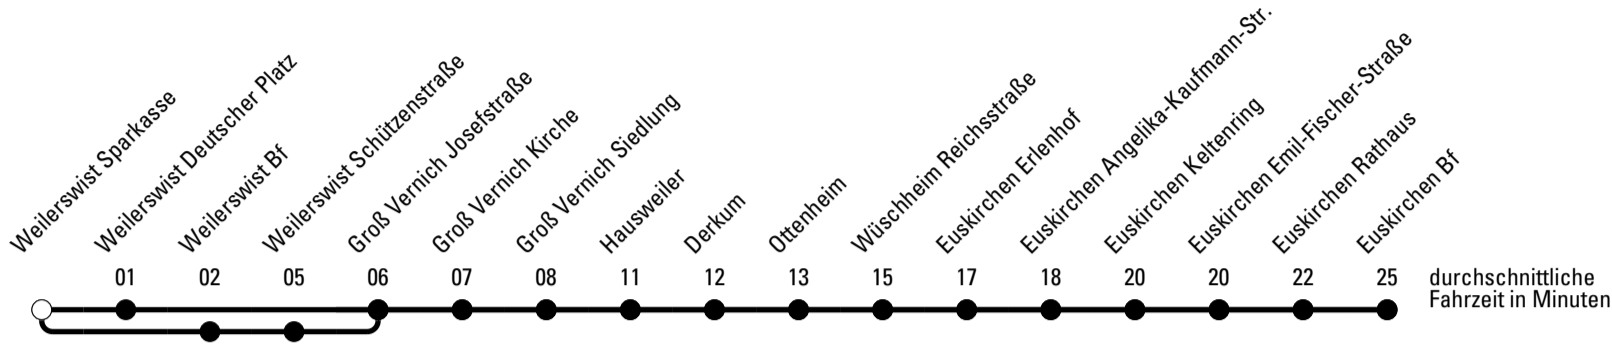 Weilerswist Sparkasse
Weilerswist Deutscher Platz
Weilerswist Bf
Weilerswist Schützenstraße
Groß Vernich Josefstraße
Groß Vernich Kirche
Groß Vernich Siedlung
Hausweiler
Derkum
Ottenheim
Wüschheim Reichsstraße
Euskirchen Erlenhof
Euskirchen Angelika-Kaufmann-Str.
Euskirchen Keltenring
Euskirchen Emil-Fischer-Straße
Euskirchen Rathaus
Euskirchen Bf
01 02 05 06 07 08 11 12 13 15 17 18 20 20 22 25
durchschnittliche
Fahrzeit in Minuten